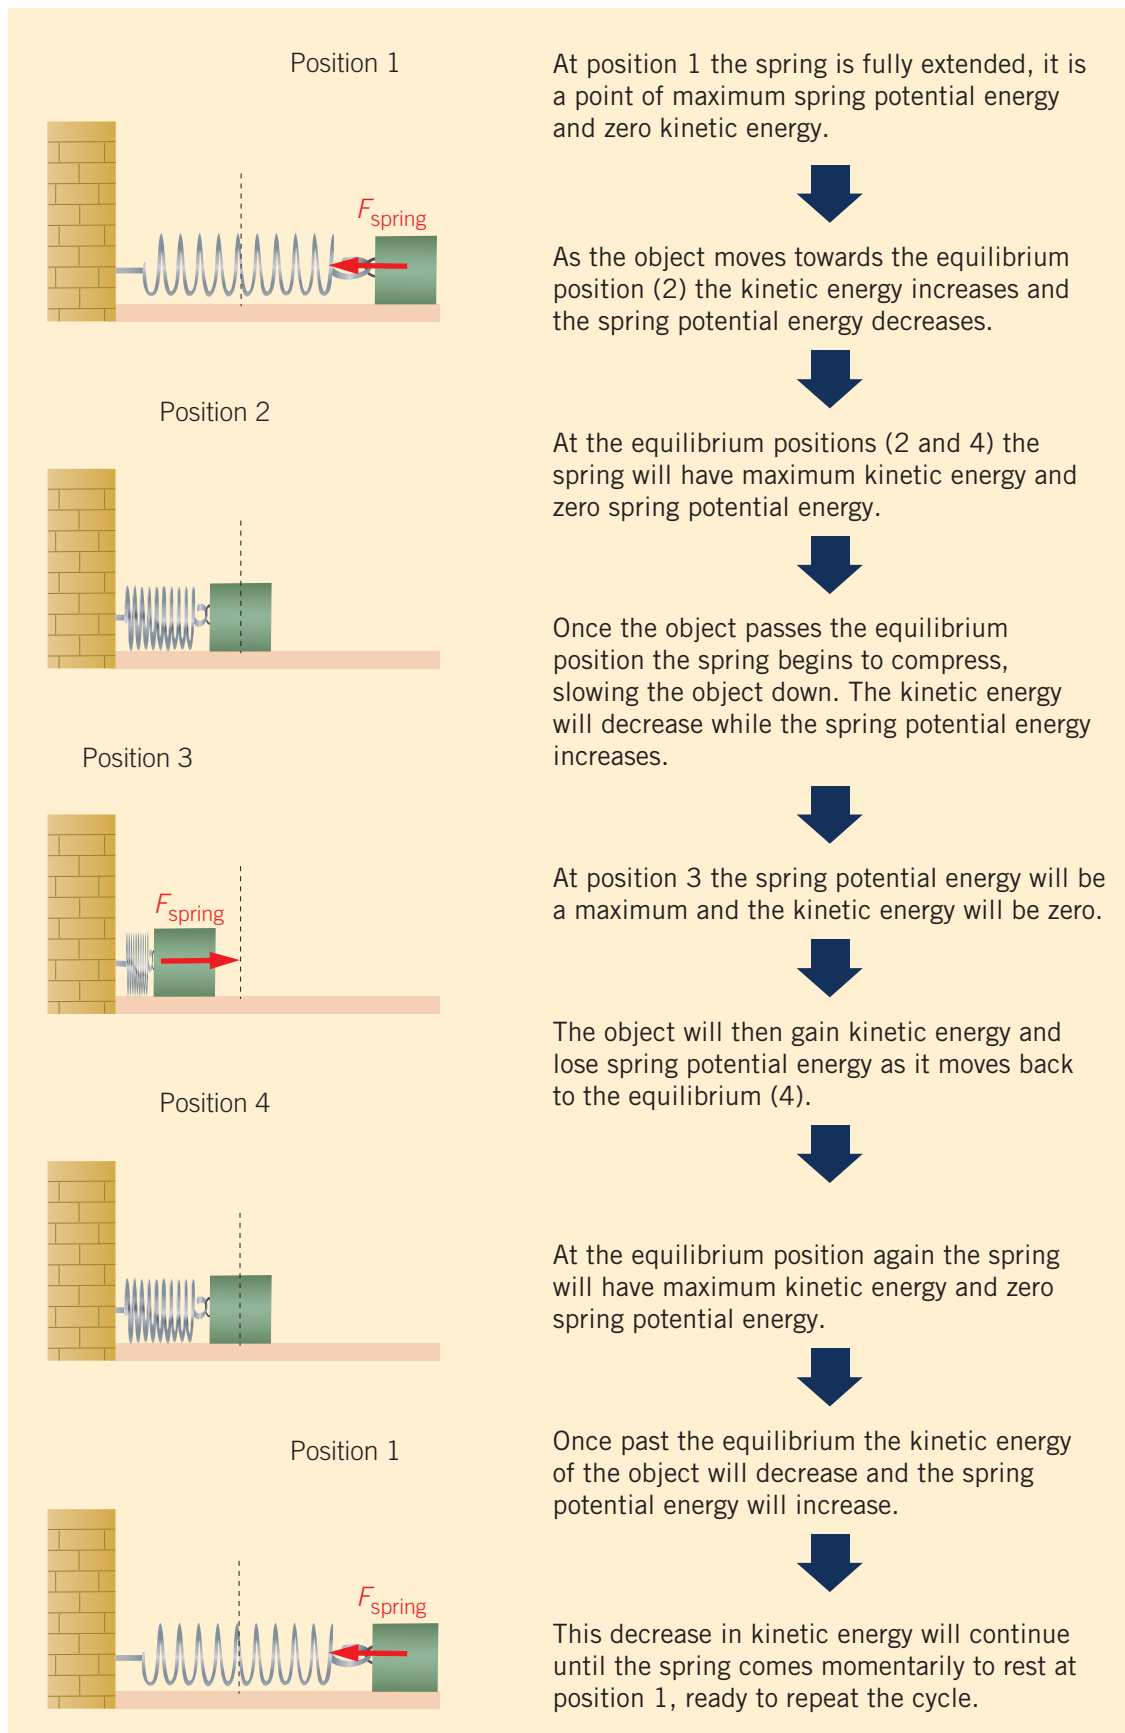 Position 1
At position 1 the spring is fully extended, it is
a point of maximum spring potential energy
and zero kinetic energy.
Fspring
As the object moves towards the equilibrium
position (2) the kinetic energy increases and
the spring potential energy decreases.
Position 2
At the equilibrium positions (2 and 4) the
spring will have maximum kinetic energy and
zero spring potential energy.
Once the object passes the equilibrium
position the spring begins to compress,
slowing the object down. The kinetic energy
will decrease while the spring potential energy
increases.
Position 3
At position 3 the spring potential energy will be
a maximum and the kinetic energy will be zero.
Fspring
The object will then gain kinetic energy and
lose spring potential energy as it moves back
to the equilibrium (4).
Position 4
At the equilibrium position again the spring
will have maximum kinetic energy and zero
spring potential energy.
Position 1
Once past the equilibrium the kinetic energy
of the object will decrease and the spring
potential energy will increase.
Fspring
This decrease in kinetic energy will continue
until the spring comes momentarily to rest at
position 1, ready to repeat the cycle.